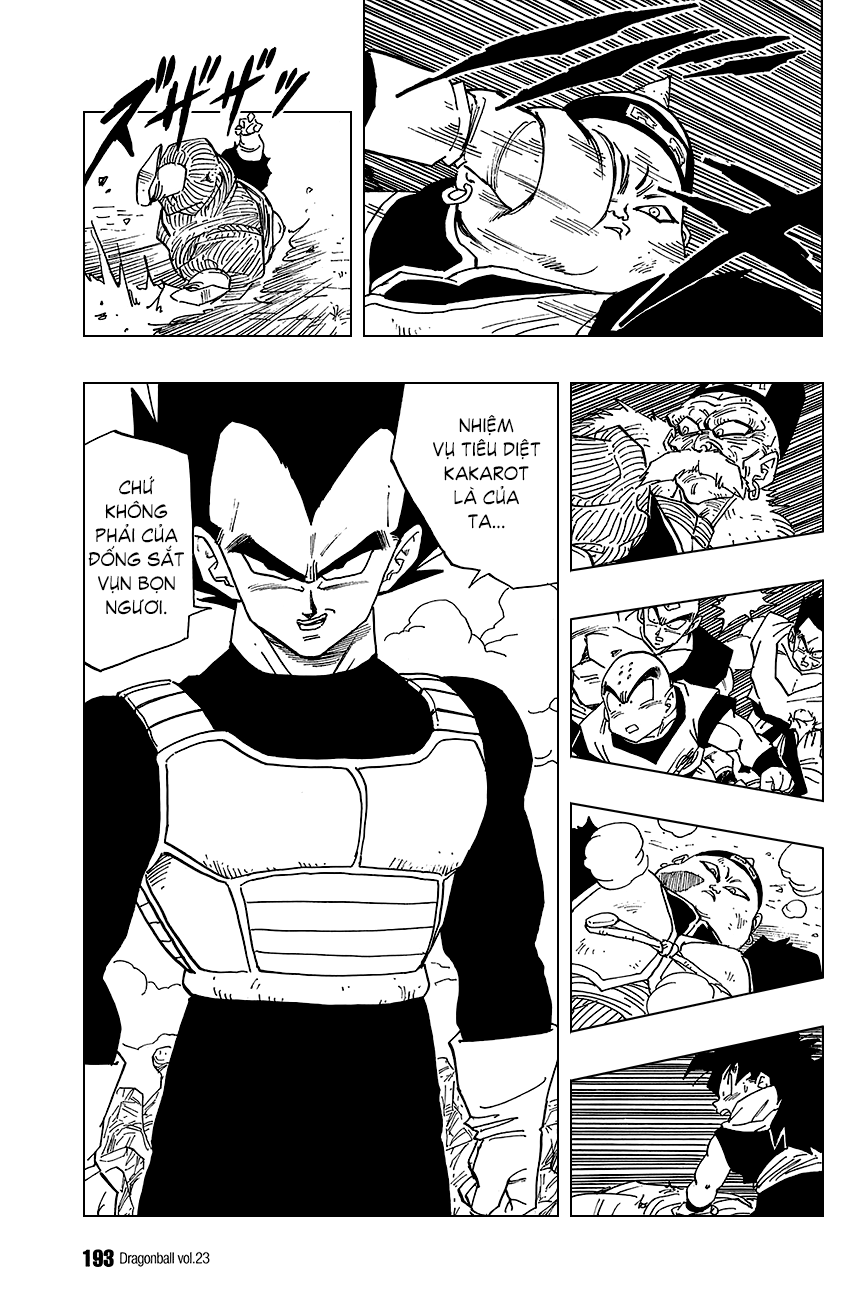 ズザザザッ
NHIỆM
VỤ TIÊU DIỆT
KAKAROT
LÀ CỦA
TA...
CHỨ
KHÔNG
PHẢI CỦA
ĐỐNG SẮT
VỤN BỌN
NGƯƠI.
193 Dragonball vol.23